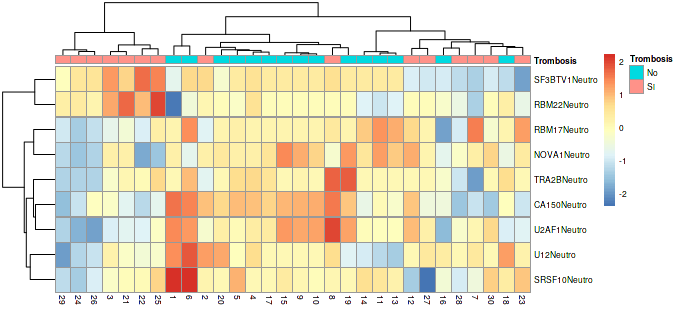 Trombosis
SF3BTV1Neutro
RBM22Neutro
RBM17Neutro
NOVA1Neutro
TRA2BNeutro
CA150Neutro
U2AF1Neutro
U12Neutro
SRSF10Neutro
29 24 26 3 21 22 25 1 6 2 20 5 4 17 15 9 10 8 19 14 11 13 12 27 16 28 7 30 18 23
2
1
0
-1
-2
Trombosis
No
SI